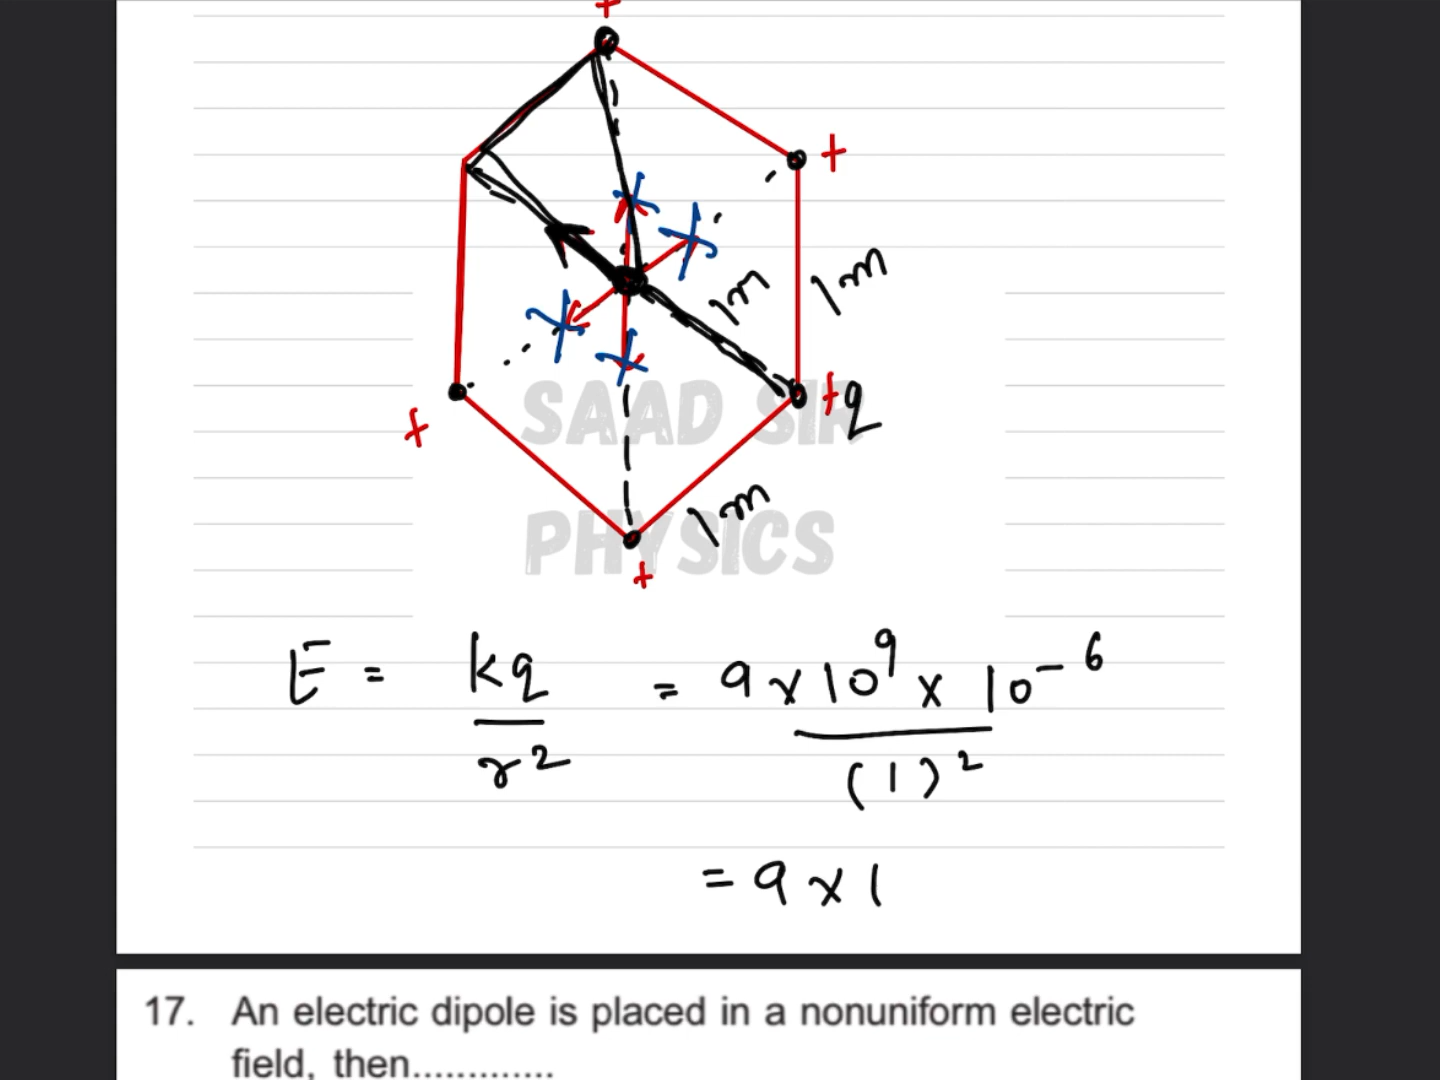 +
+
1m
1m
+q
+
SAAD SIR
1m
PHYSICS
+
E = kq / r² = 9 × 10⁹ × 10⁻⁶ / (1)²
= 9 × 1
17. An electric dipole is placed in a nonuniform electric
field, then.............